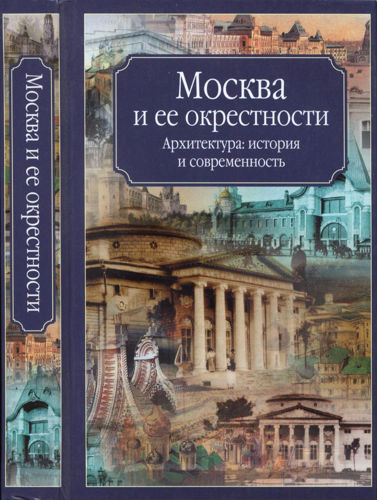 Москва и ее окрестности
Москва
и ее окрестности
Архитектура: история
и современность